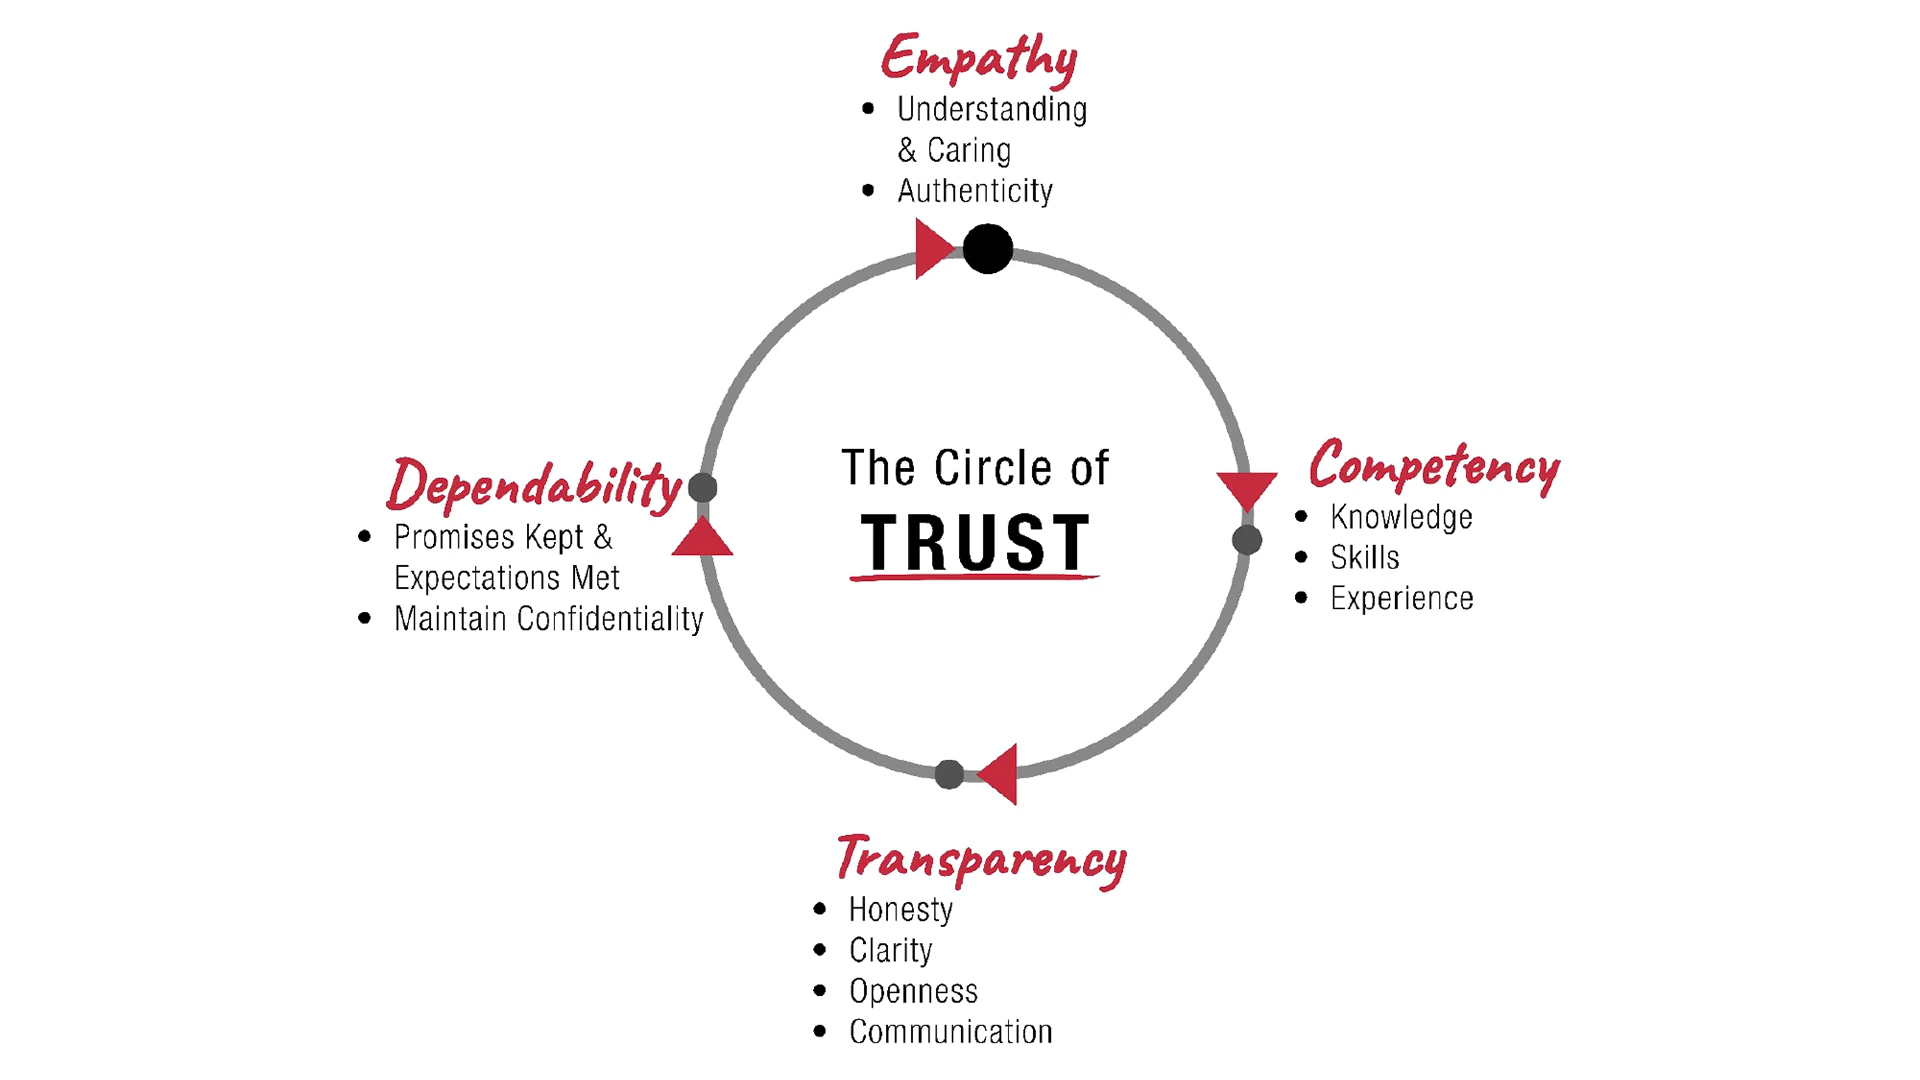 Empathy
• Understanding
& Caring
• Authenticity
The Circle of
TRUST
Competency
• Knowledge
• Skills
• Experience
Dependability
• Promises Kept &
Expectations Met
• Maintain Confidentiality
Transparency
• Honesty
• Clarity
• Openness
• Communication